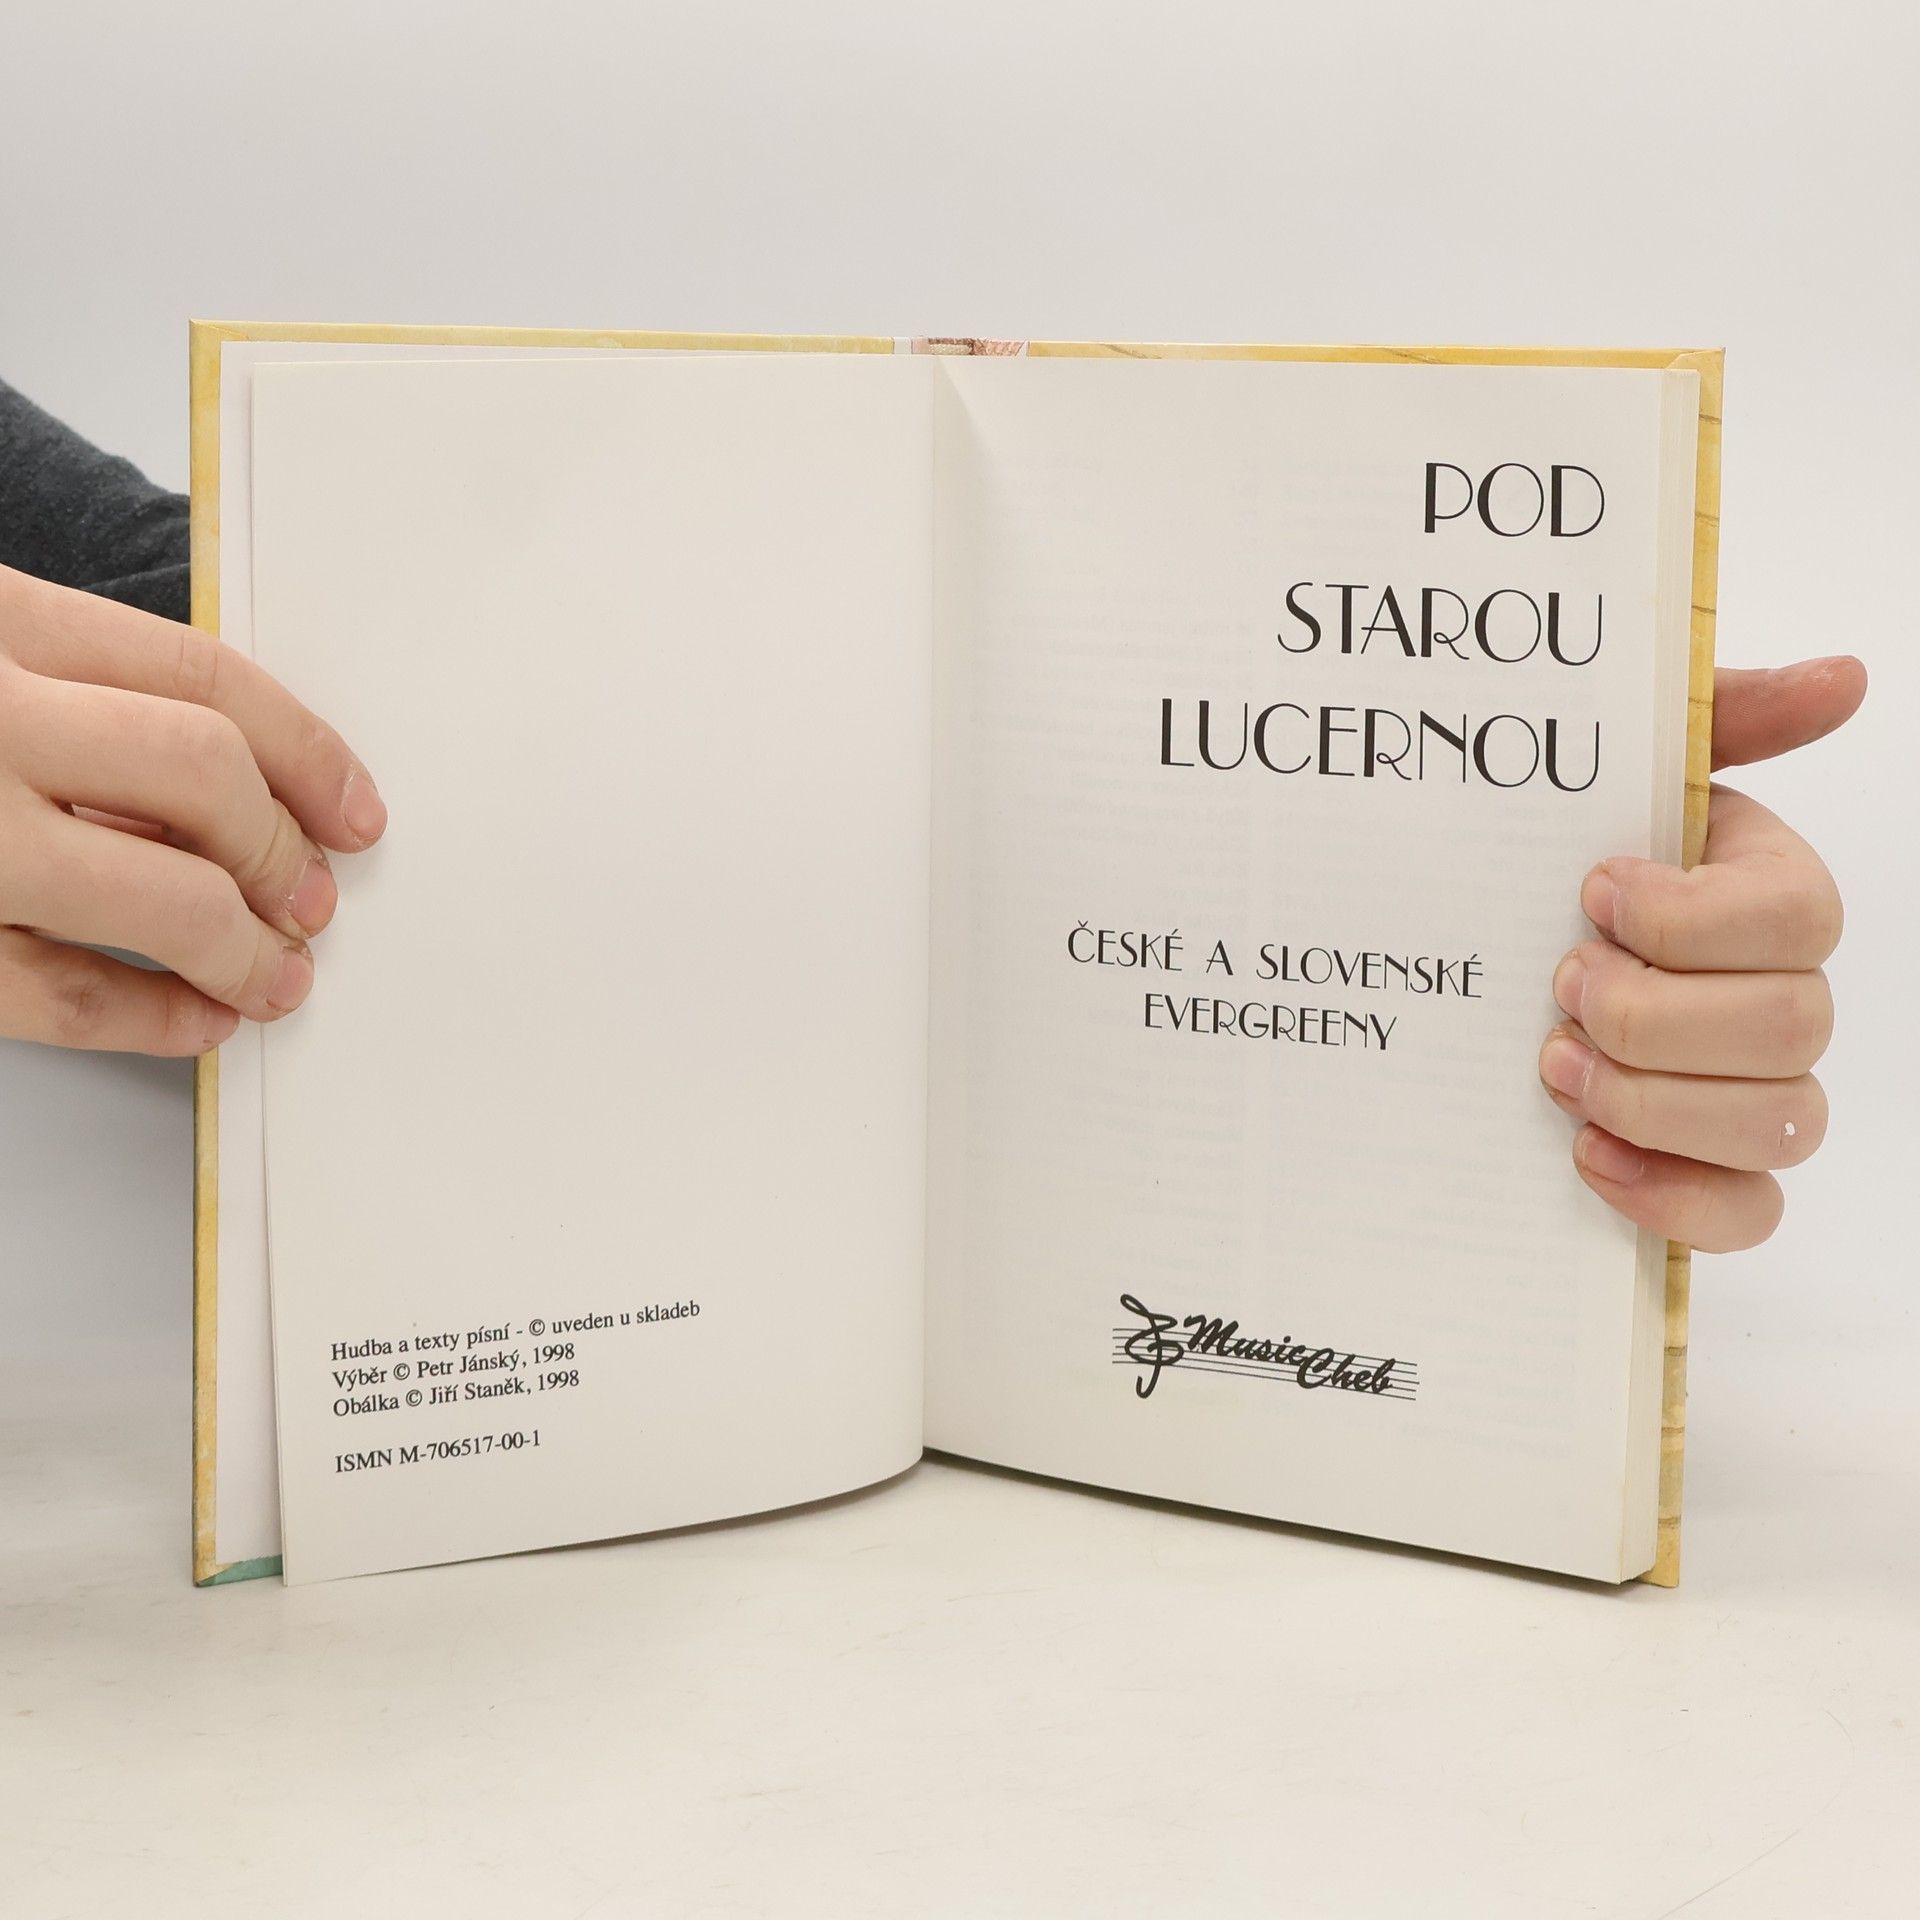 Hudba a texty písní - © uveden u skladeb
Výběr © Petr Jánský, 1998
Obálka © Jiří Staněk, 1998
ISMN M-706517-00-1
POD
STAROU
LUCERNOU
ČESKÉ A SLOVENSKÉ
EVERGREENY
Music Cheb